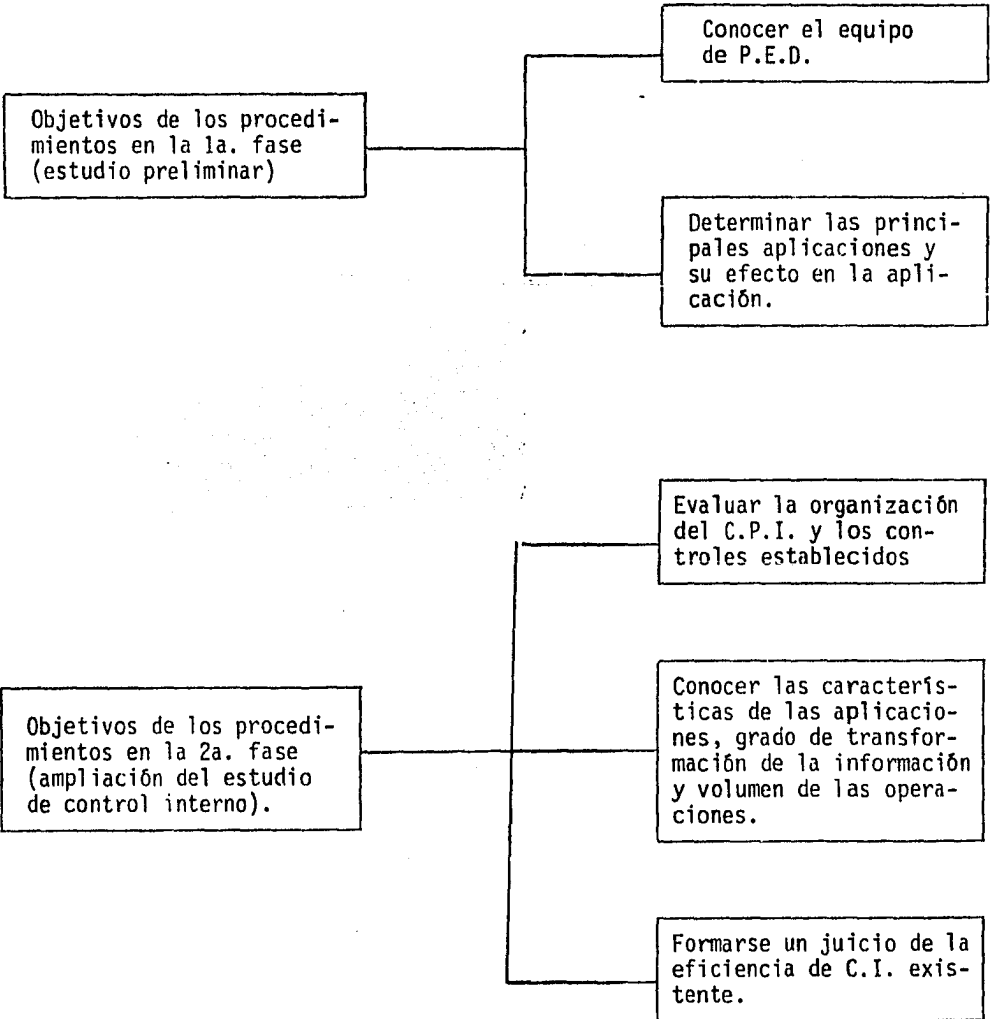 Conocer el equipo
de P.E.D.
Objetivos de los procedi-
mientos en la 1a. fase
(estudio preliminar)
Determinar las princi-
pales aplicaciones y
su efecto en la apli-
cación.
Evaluar la organización
del C.P.I. y los con-
troles establecidos
Objetivos de los procedi-
mientos en la 2a. fase
(ampliación del estudio
de control interno).
Conocer las caracterís-
ticas de las aplicacio-
nes, grado de transfor-
mación de la información
y volumen de las opera-
ciones.
Formarse un juicio de la
eficiencia de C.I. exis-
tente.